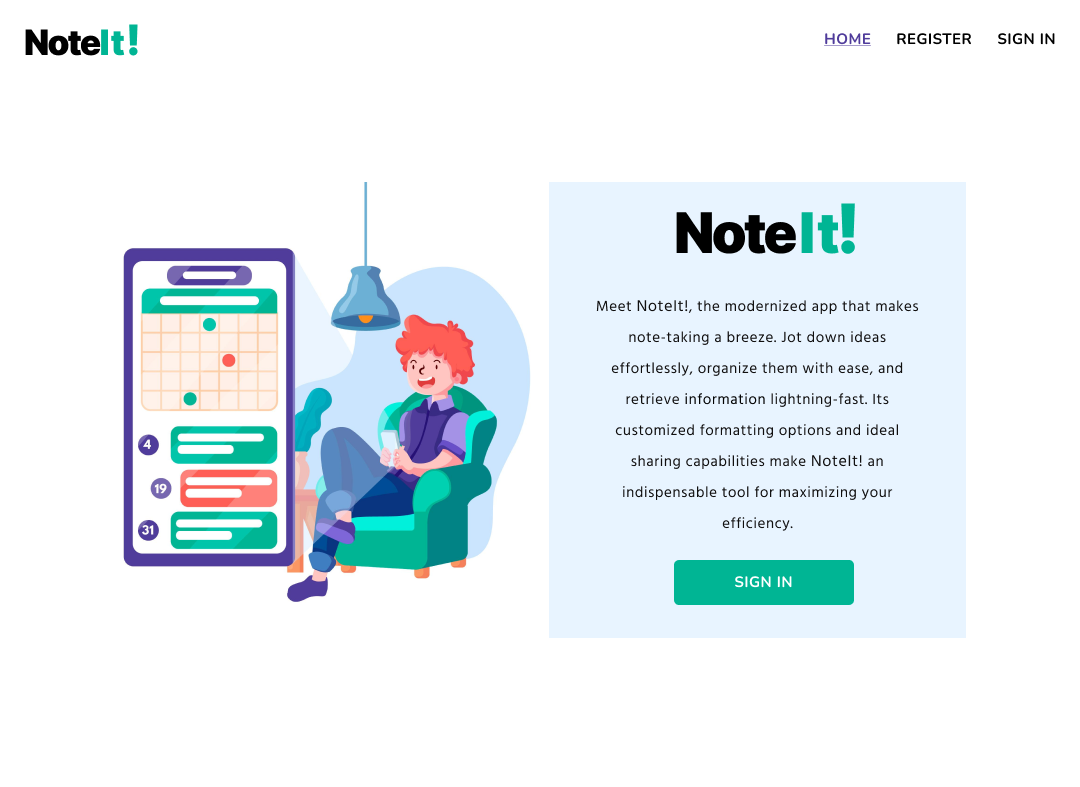 NoteIt!
HOME REGISTER SIGN IN
NoteIt!
Meet NoteIt!, the modernized app that makes
note-taking a breeze. Jot down ideas
effortlessly, organize them with ease, and
retrieve information lightning-fast. Its
customized formatting options and ideal
sharing capabilities make NoteIt! an
indispensable tool for maximizing your
efficiency.
SIGN IN
4
19
31